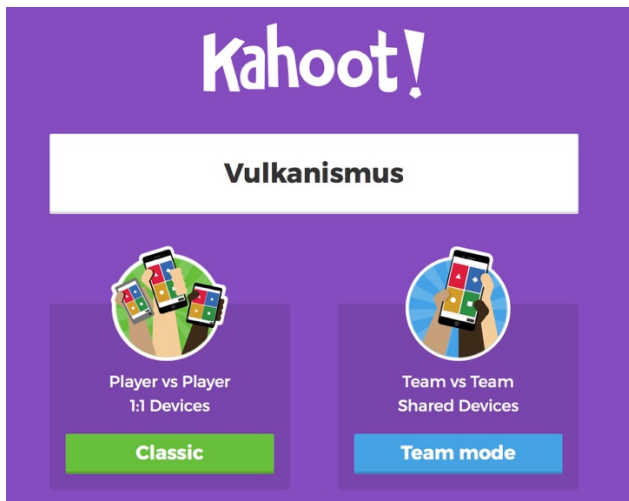 Kahoot!
Vulkanismus
Player vs Player
1:1 Devices
Classic
Team vs Team
Shared Devices
Team mode